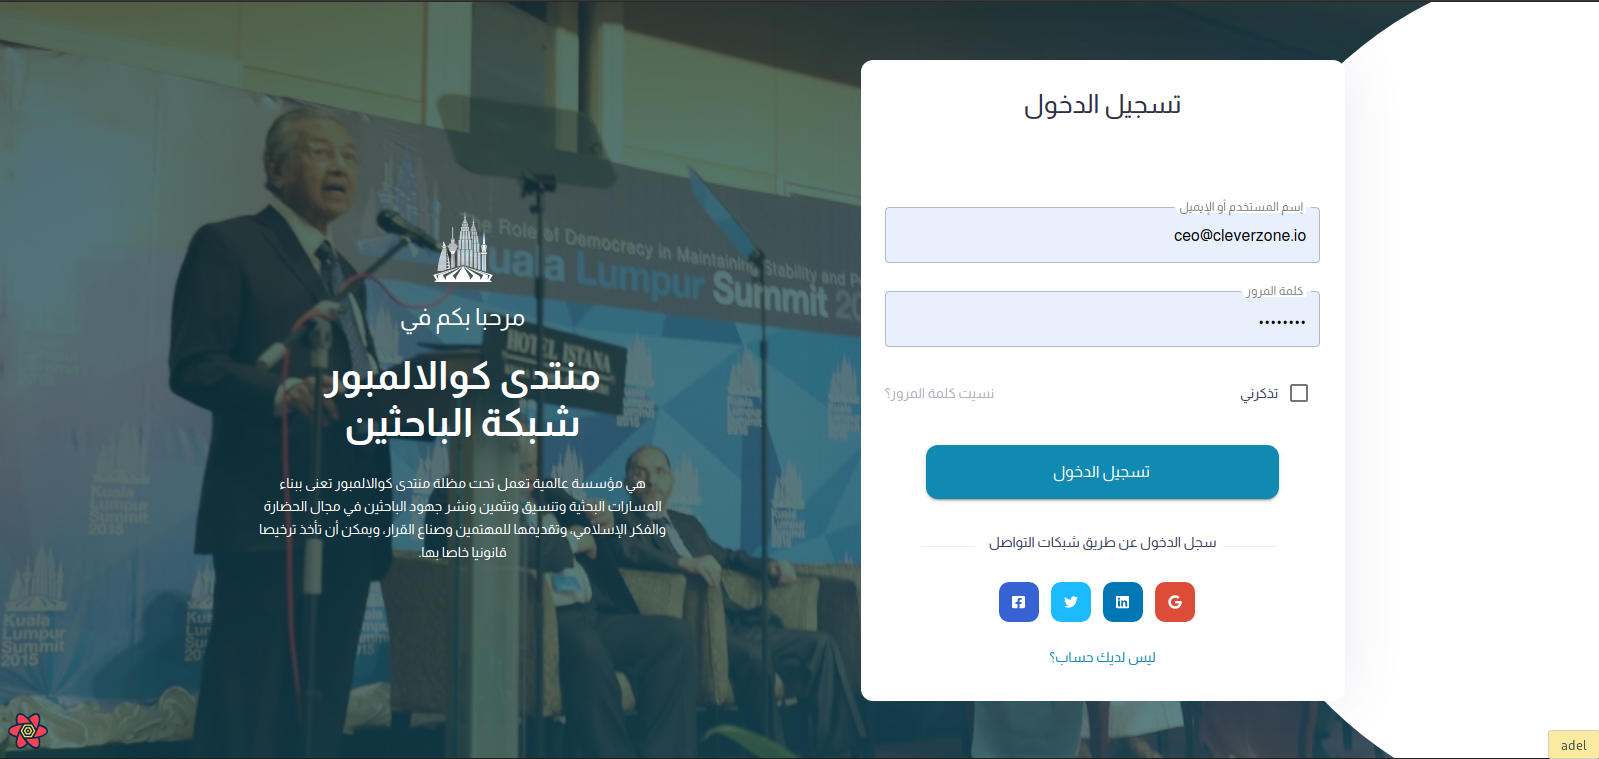 تسجيل الدخول
إسم المستخدم أو الإيميل
ceo@cleverzone.io
كلمة المرور
••••••••
تذكرني
نسيت كلمة المرور؟
تسجيل الدخول
سجل الدخول عن طريق شبكات التواصل
ليس لديك حساب؟
مرحبا بكم في
منتدى كوالالمبور
شبكة الباحثين
هي مؤسسة عالمية تعمل تحت مظلة منتدى كوالالمبور تعنى ببناء
المسارات البحثية وتنسيق وتثمين ونشر جهود الباحثين في مجال الحضارة
والفكر الإسلامي، وتقديمها للمهتمين وصناع القرار، ويمكن أن تأخذ ترخيصا
قانونيا خاصا بها.
The Role of Democracy in Maintaining Stability and
Kuala Lumpur Summit 20
HOTEL ISTANA
Kuala
Lumpur
Summit
2015
adel